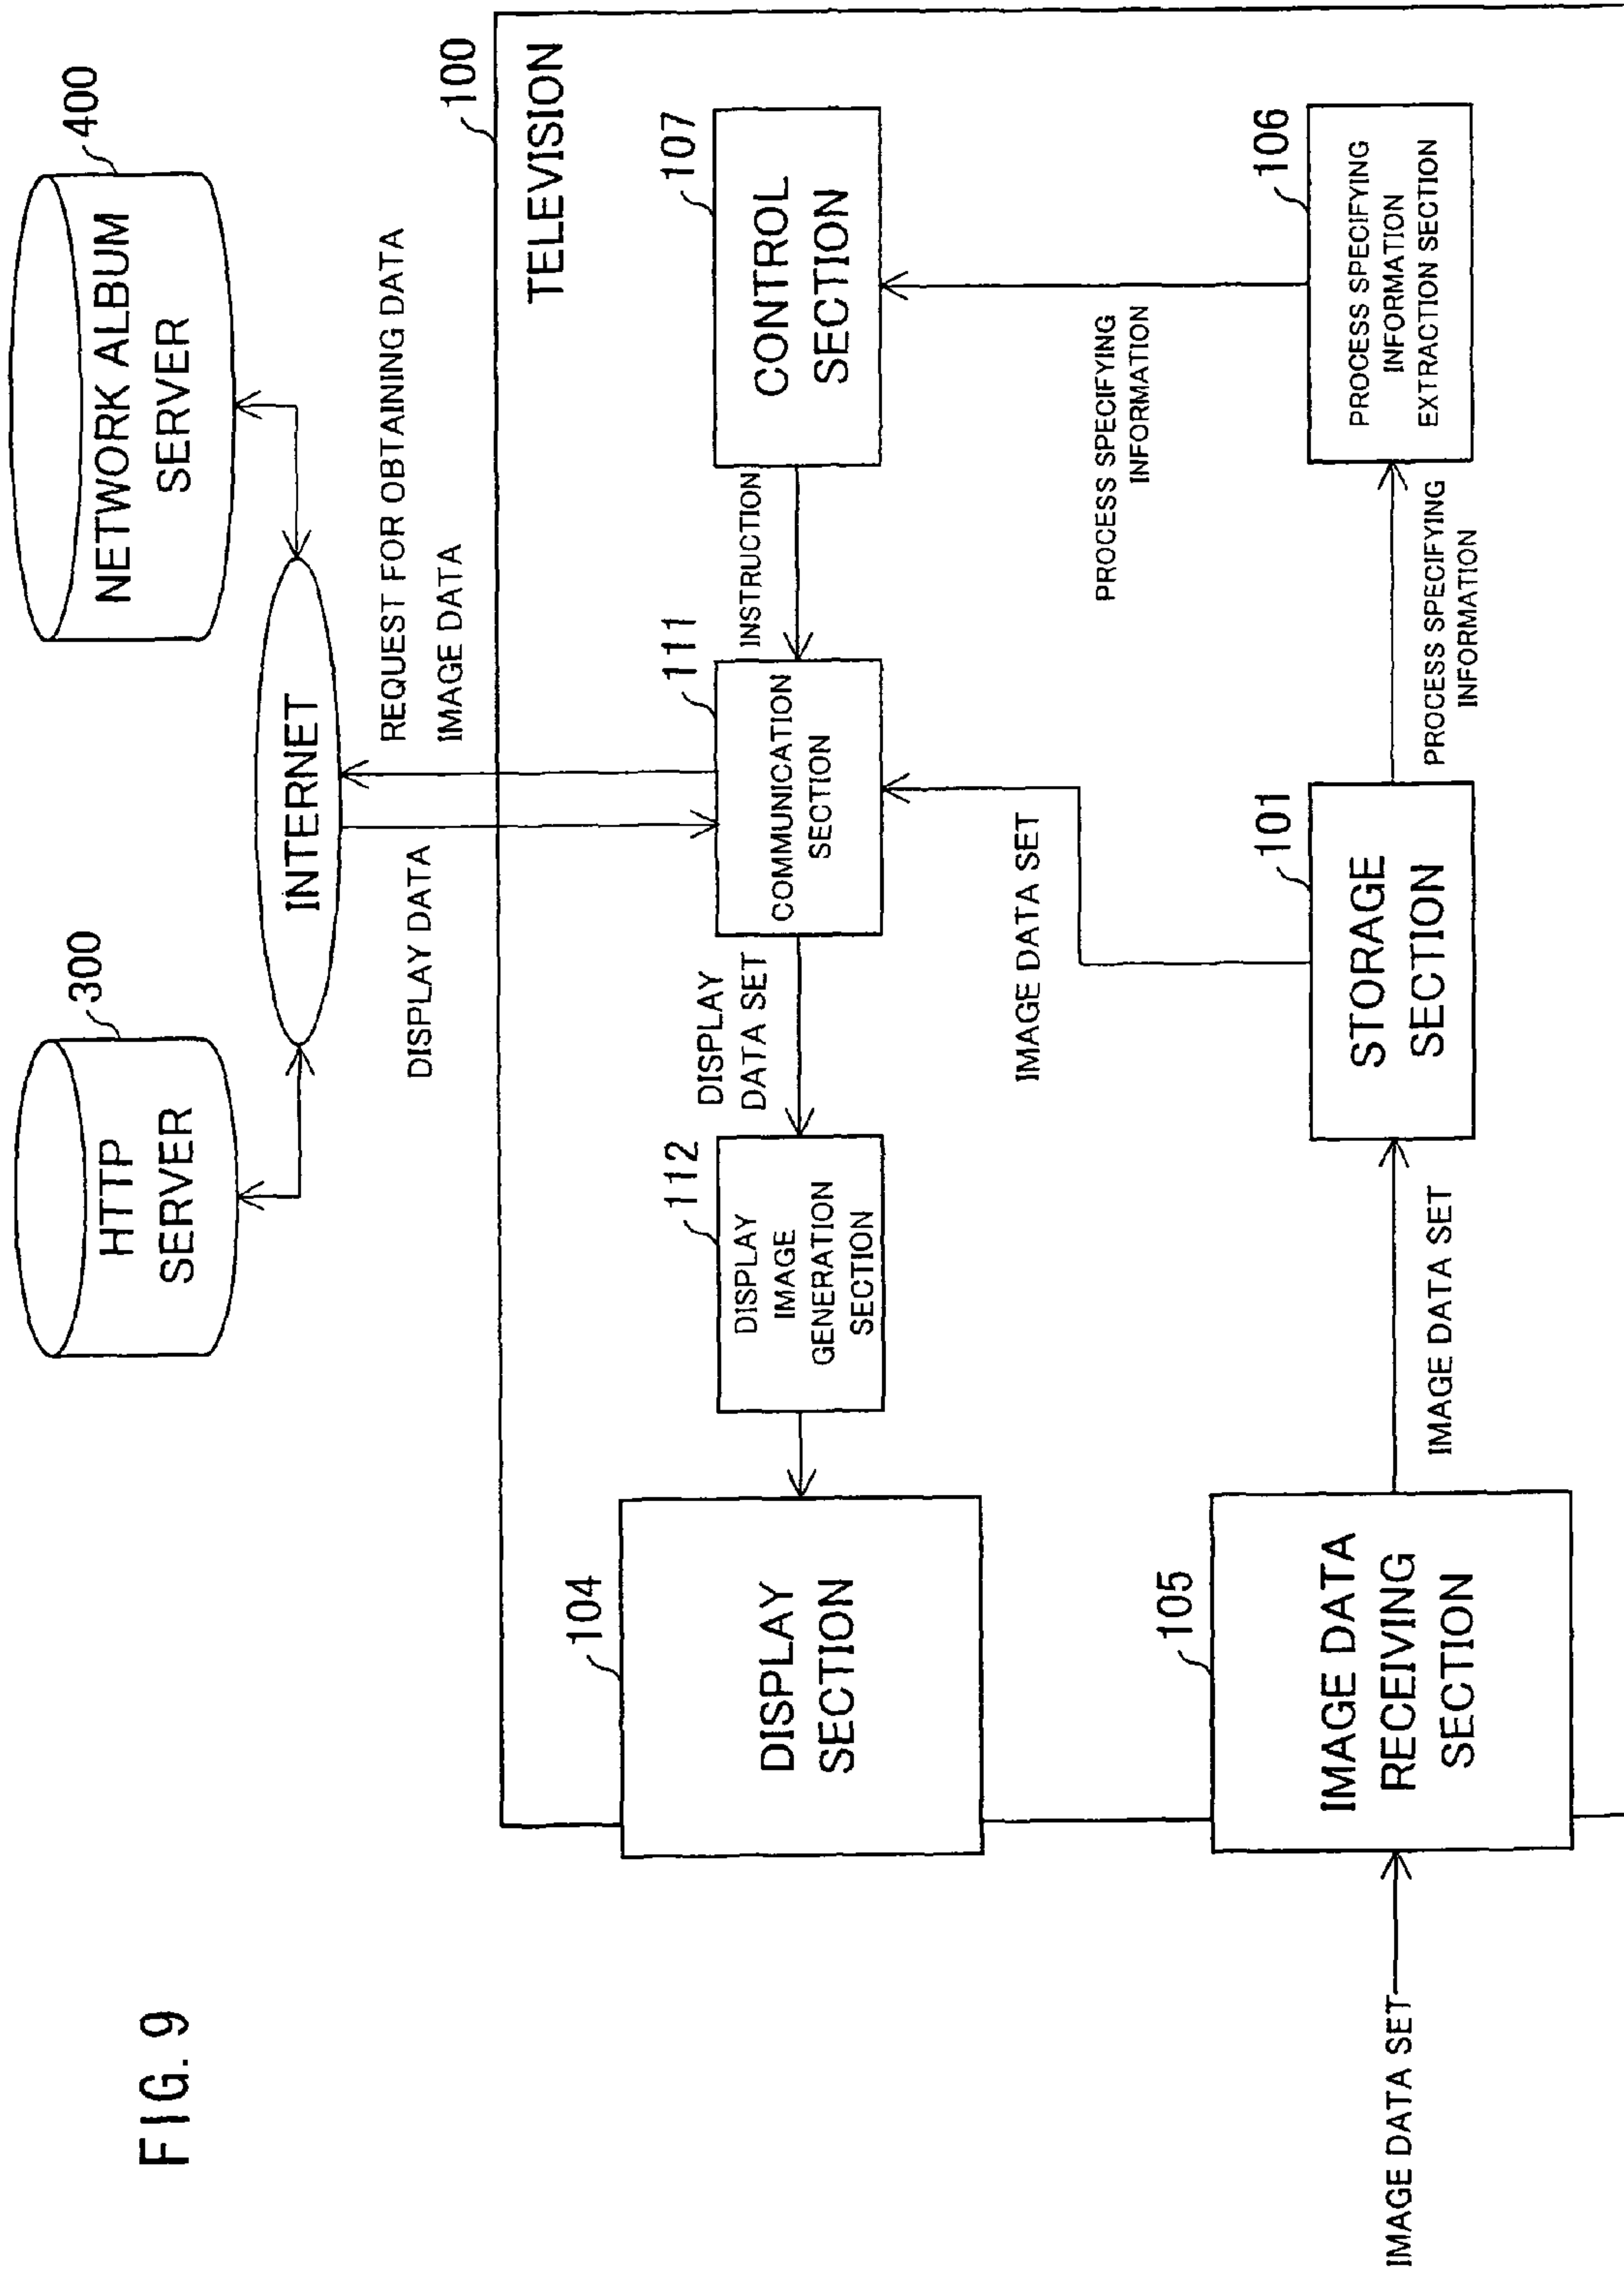 FIG. 9
HTTP
SERVER
300
NETWORK ALBUM
SERVER
400
INTERNET
DISPLAY DATA
REQUEST FOR OBTAINING DATA
IMAGE DATA
100
TELEVISION
104
DISPLAY
SECTION
112
DISPLAY
IMAGE
GENERATION
SECTION
DISPLAY
DATA SET
111
COMMUNICATION
SECTION
INSTRUCTION
107
CONTROL
SECTION
IMAGE DATA SET
PROCESS SPECIFYING
INFORMATION
IMAGE DATA SET
105
IMAGE DATA
RECEIVING
SECTION
IMAGE DATA SET
101
STORAGE
SECTION
PROCESS SPECIFYING
INFORMATION
106
PROCESS SPECIFYING
INFORMATION
EXTRACTION SECTION